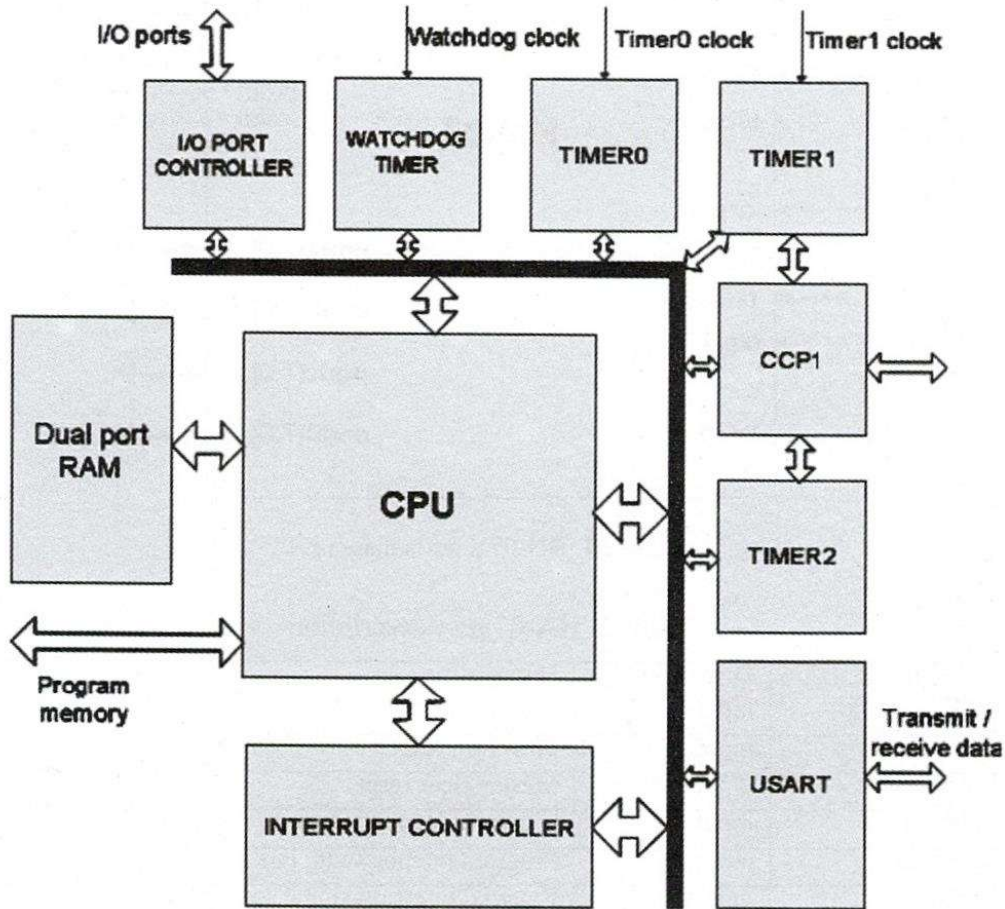 I/O ports
Watchdog clock
Timer0 clock
Timer1 clock
I/O PORT
CONTROLLER
WATCHDOG
TIMER
TIMER0
TIMER1
CCP1
Dual port
RAM
CPU
TIMER2
Program
memory
Transmit /
receive data
USART
INTERRUPT CONTROLLER